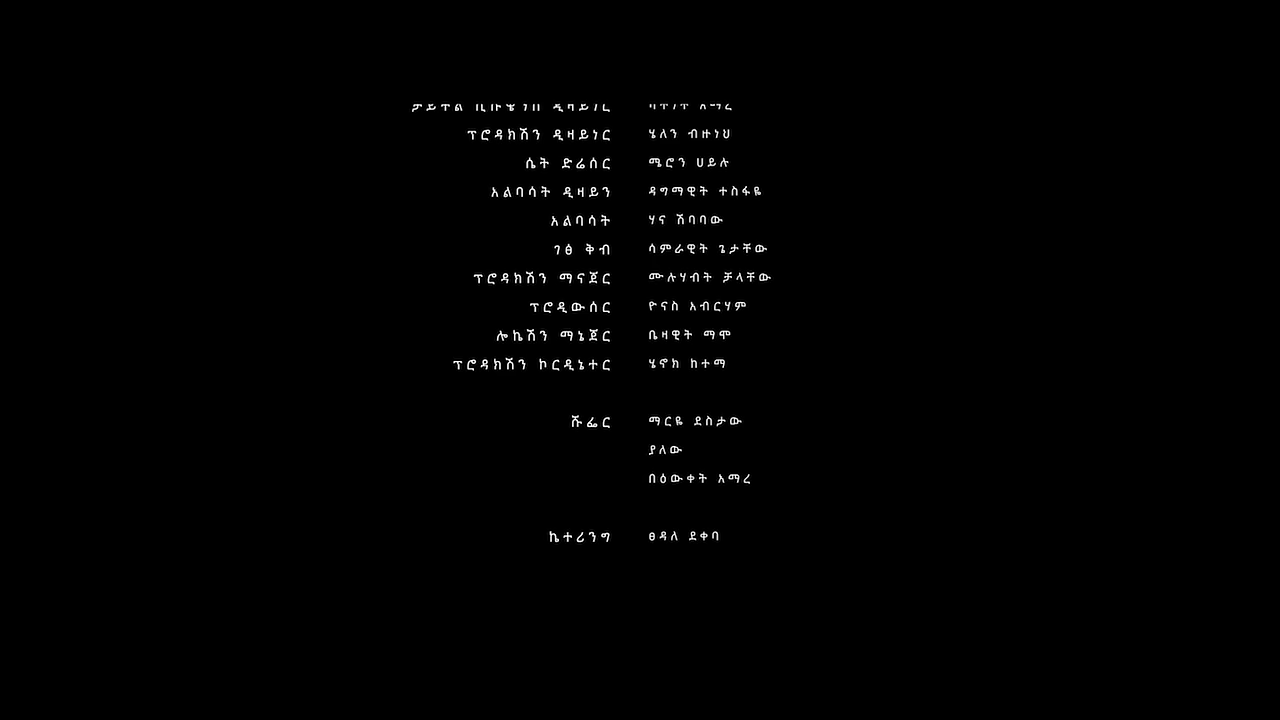 ዲዛይነር አማረ
ፕሮዳክሽን ዲዛይነር ሄለን ብዙነህ
ሴት ድሬሰር ሜሮን ሀይሉ
አልባሳት ዲዛይን ዳግማዊት ተስፋዬ
አልባሳት ሃና ሽባባው
ገፅ ቅብ ሳምራዊት ጌታቸው
ፕሮዳክሽን ማናጀር ሙሉሃብት ቻላቸው
ፕሮዲውሰር ዮናስ አብርሃም
ሎኬሽን ማኔጀር ቤዛዊት ማሞ
ፕሮዳክሽን ኮርዲኔተር ሄኖክ ከተማ
ሹፌር ማርዬ ደስታው
ያለው
በዕውቀት አማረ
ኬተሪንግ ፀዳለ ደቀባ